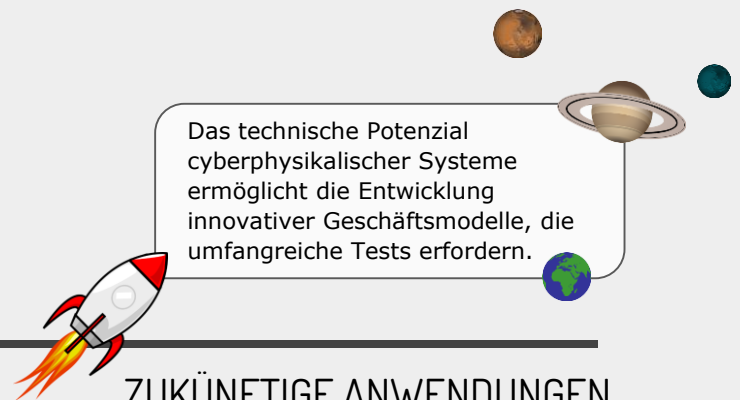 Das technische Potenzial
cyberphysikalischer Systeme
ermöglicht die Entwicklung
innovativer Geschäftsmodelle, die
umfangreiche Tests erfordern.
ZUKÜNFTIGE ANWENDUNGEN